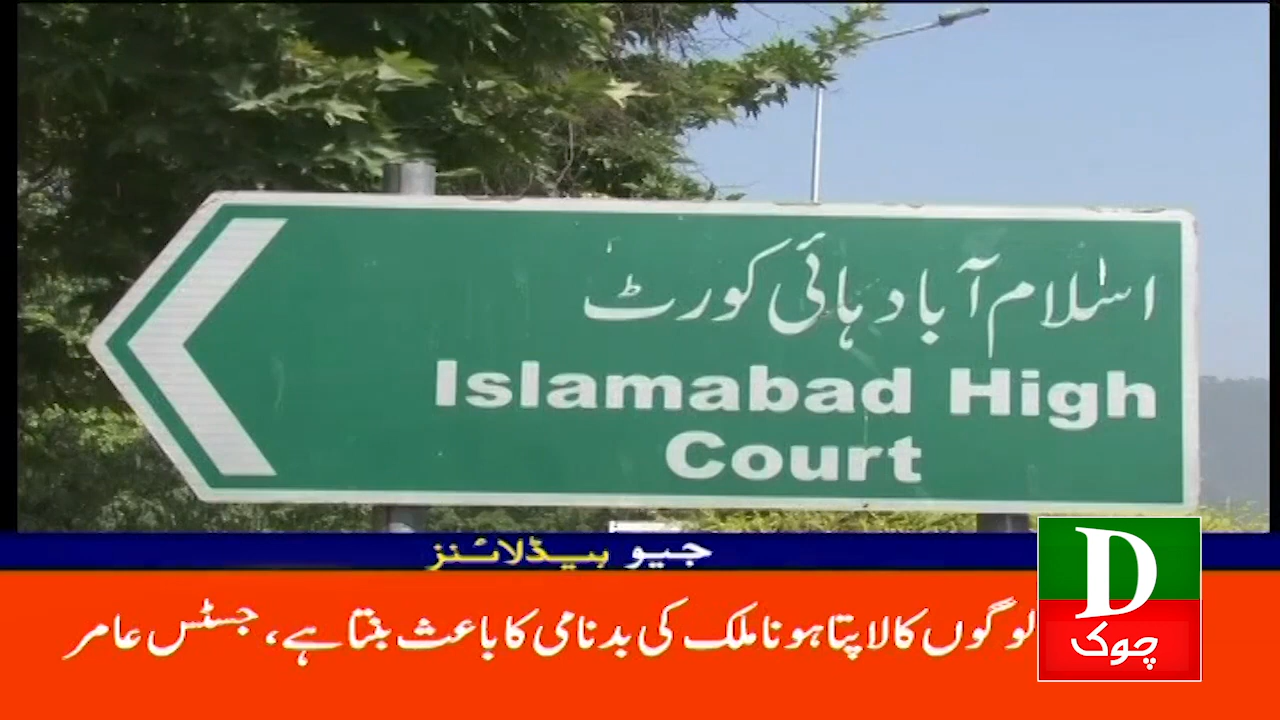 اسلام آباد ہائی کورٹ
Islamabad High
Court
جیو ہیڈلائنز
لوگوں کا لاپتا ہونا ملک کی بدنامی کا باعث بنتا ہے، جسٹس عامر
D
چوک